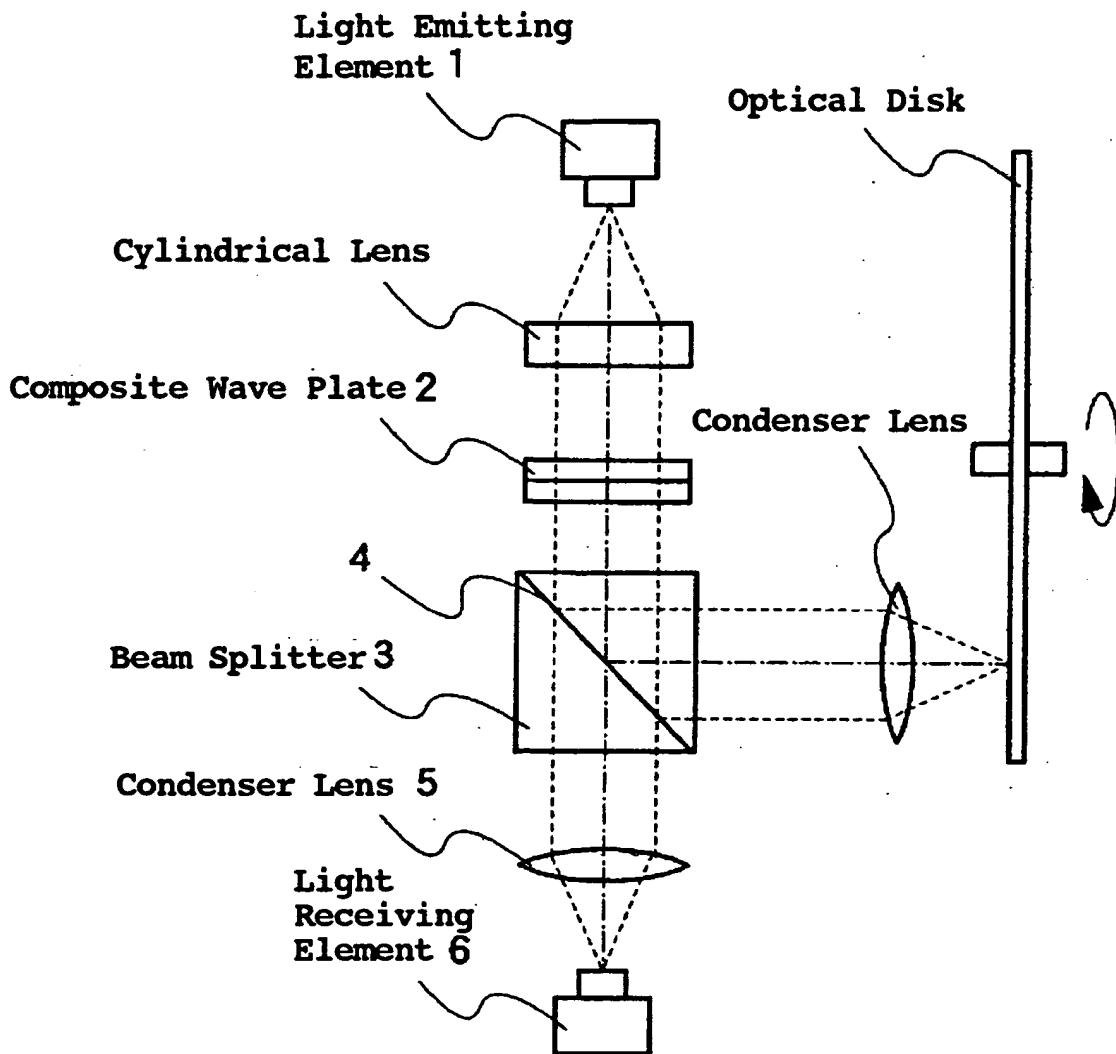 Light Emitting
Element 1
Optical Disk
Cylindrical Lens
Composite Wave Plate 2
Condenser Lens
4
Beam Splitter 3
Condenser Lens 5
Light
Receiving
Element 6